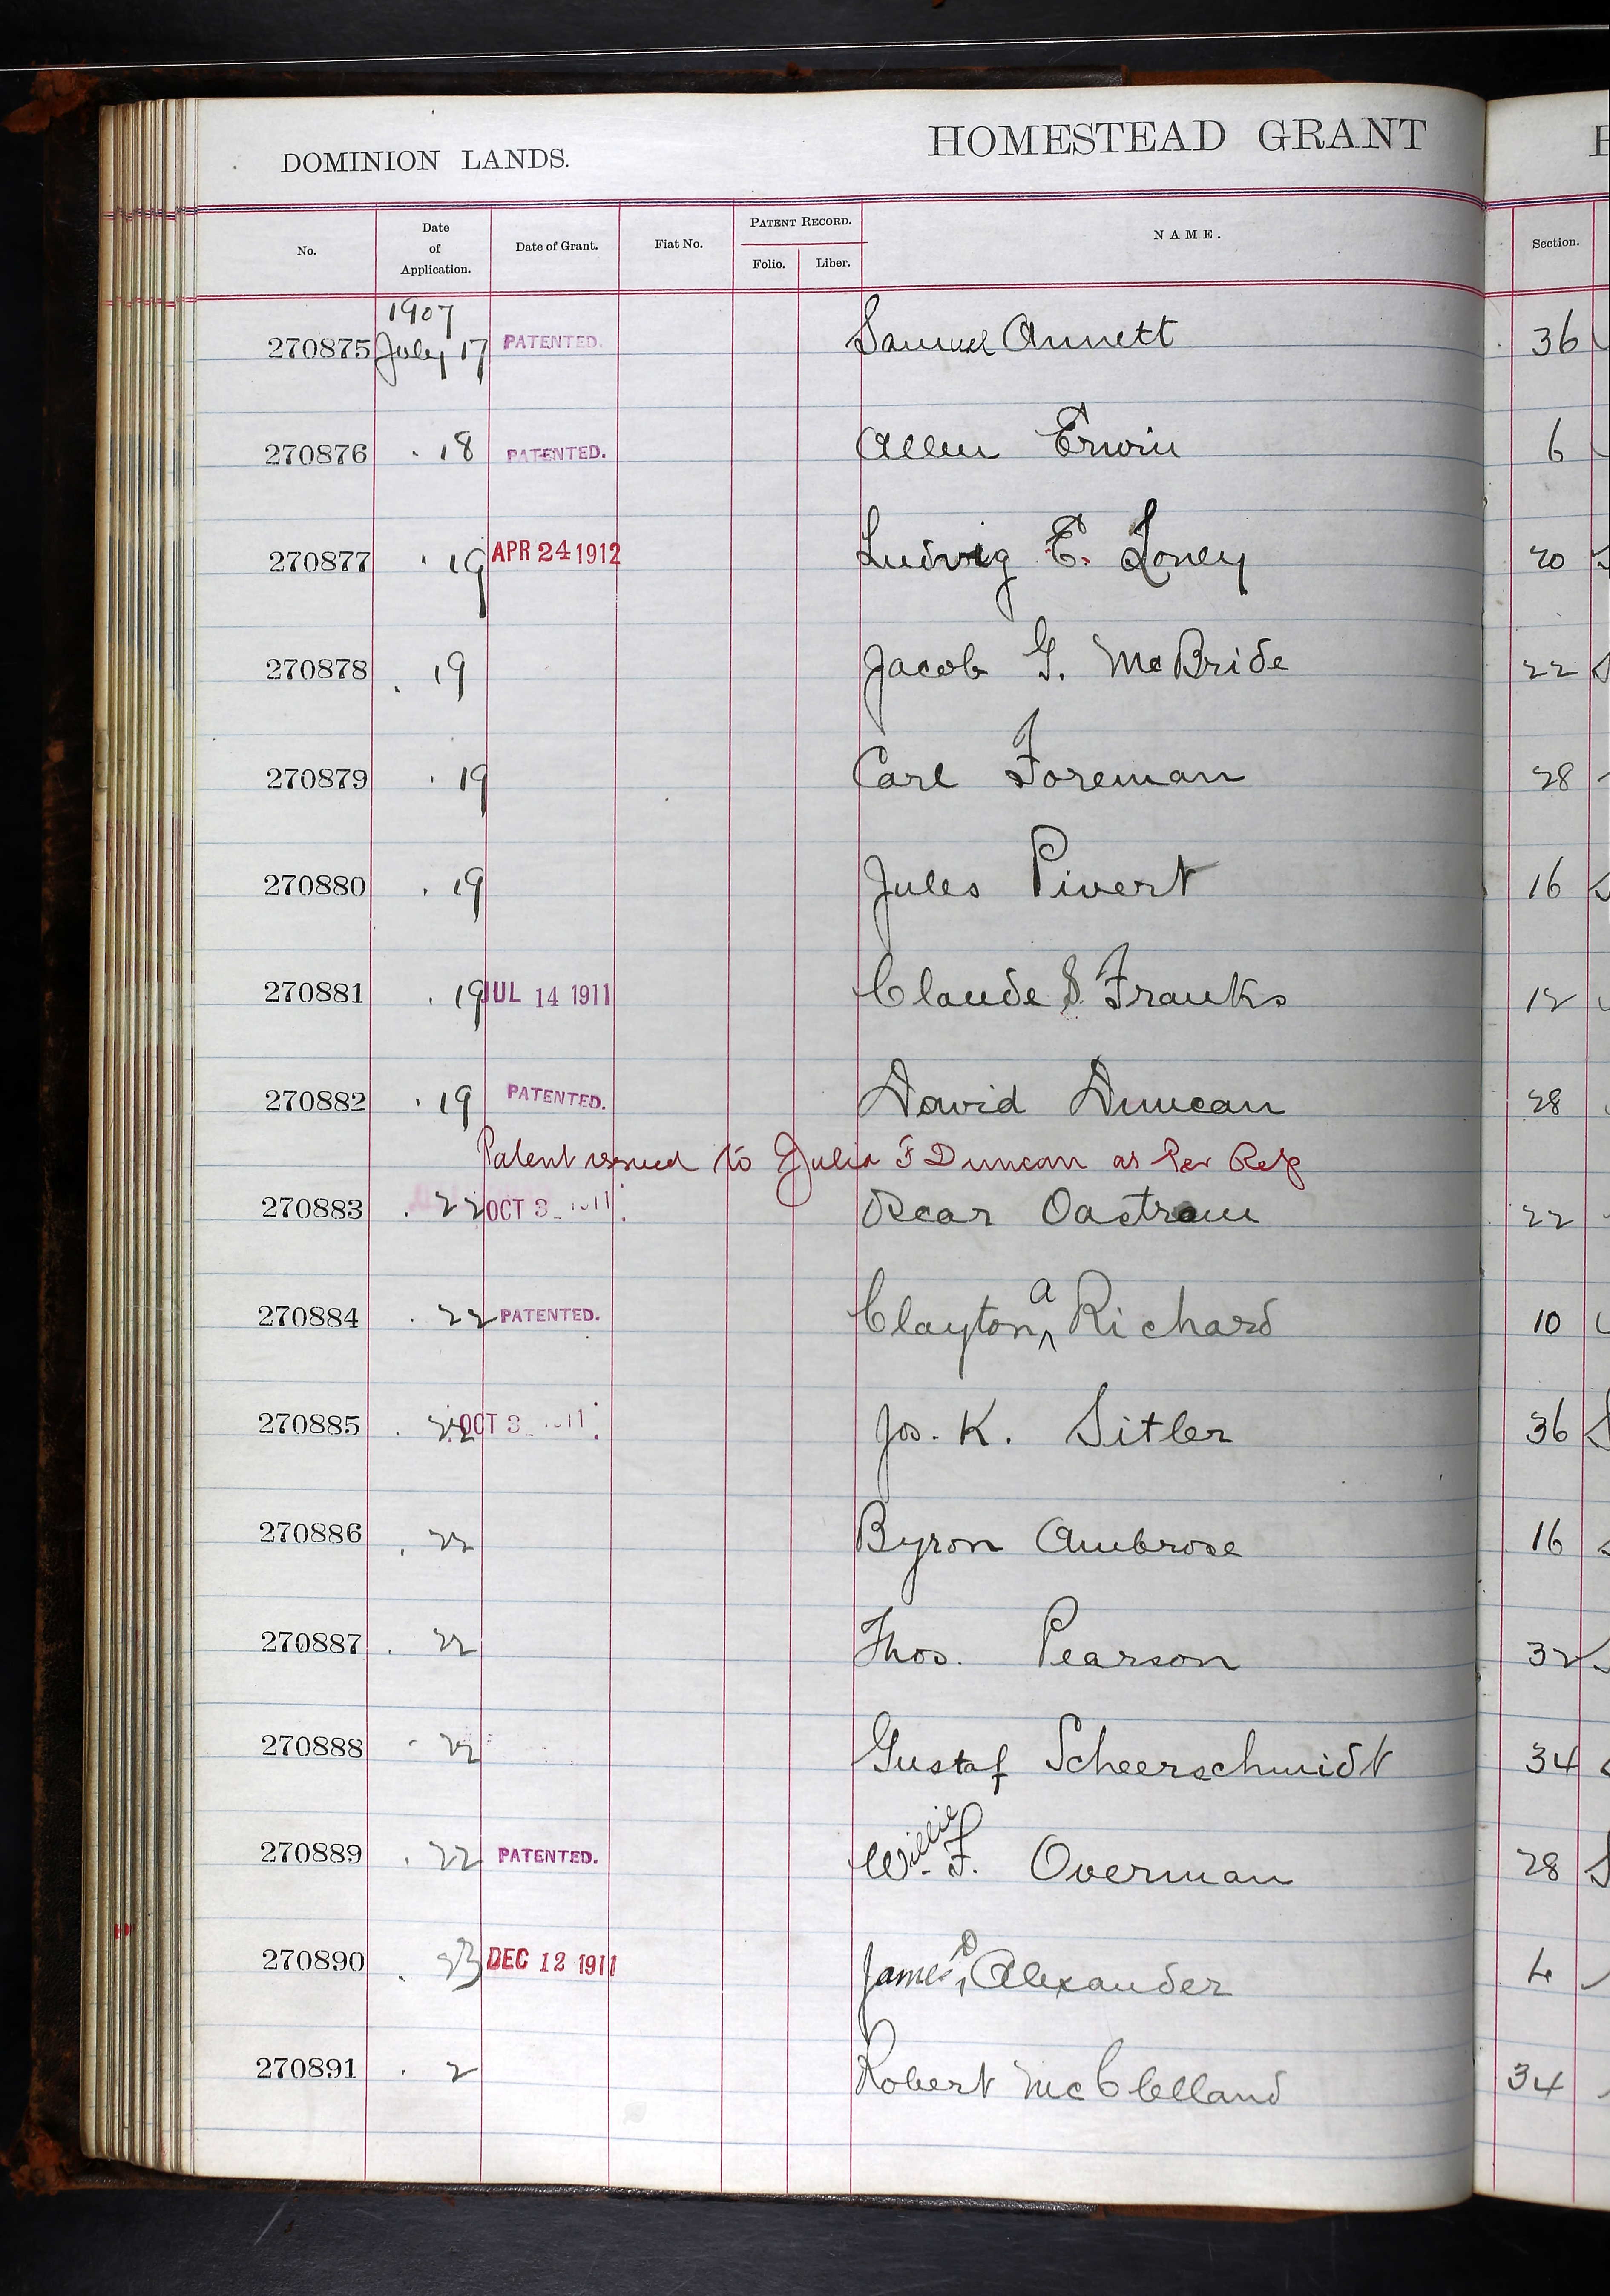 DOMINION LANDS. HOMESTEAD GRANT
No. Date of Application. Date of Grant. Fiat No. PATENT RECORD. Folio. Liber. NAME. Section.
1907
270875 July 17 PATENTED. Samuel Annett 36
270876 . 18 PATENTED. Allen Erwin 6
270877 . 19 APR 24 1912 Ludwig E. Loney 20
270878 . 19 Jacob G. McBride 22
270879 . 19 Carl Foreman 28
270880 . 19 Jules Pivert 16
270881 . 19 JUL 14 1911 Claude S Franks 12
270882 . 19 PATENTED. David Duncan 28
Patent issued to Julia F Duncan as Per Ref
270883 . 22 OCT 3 1911 Oscar Oastrom 22
270884 . 22 PATENTED. Clayton A Richard 10
270885 . 22 OCT 3 1911 Jos. K. Sitler 36
270886 . 22 Byron Ambrose 16
270887 . 22 Thos. Pearson 32
270888 . 22 Gustaf Scheerschmidt 34
270889 . 22 PATENTED. Willie F. Overman 28
270890 . 23 DEC 12 1911 James Alexander 4
270891 . 2 Robert McClelland 34